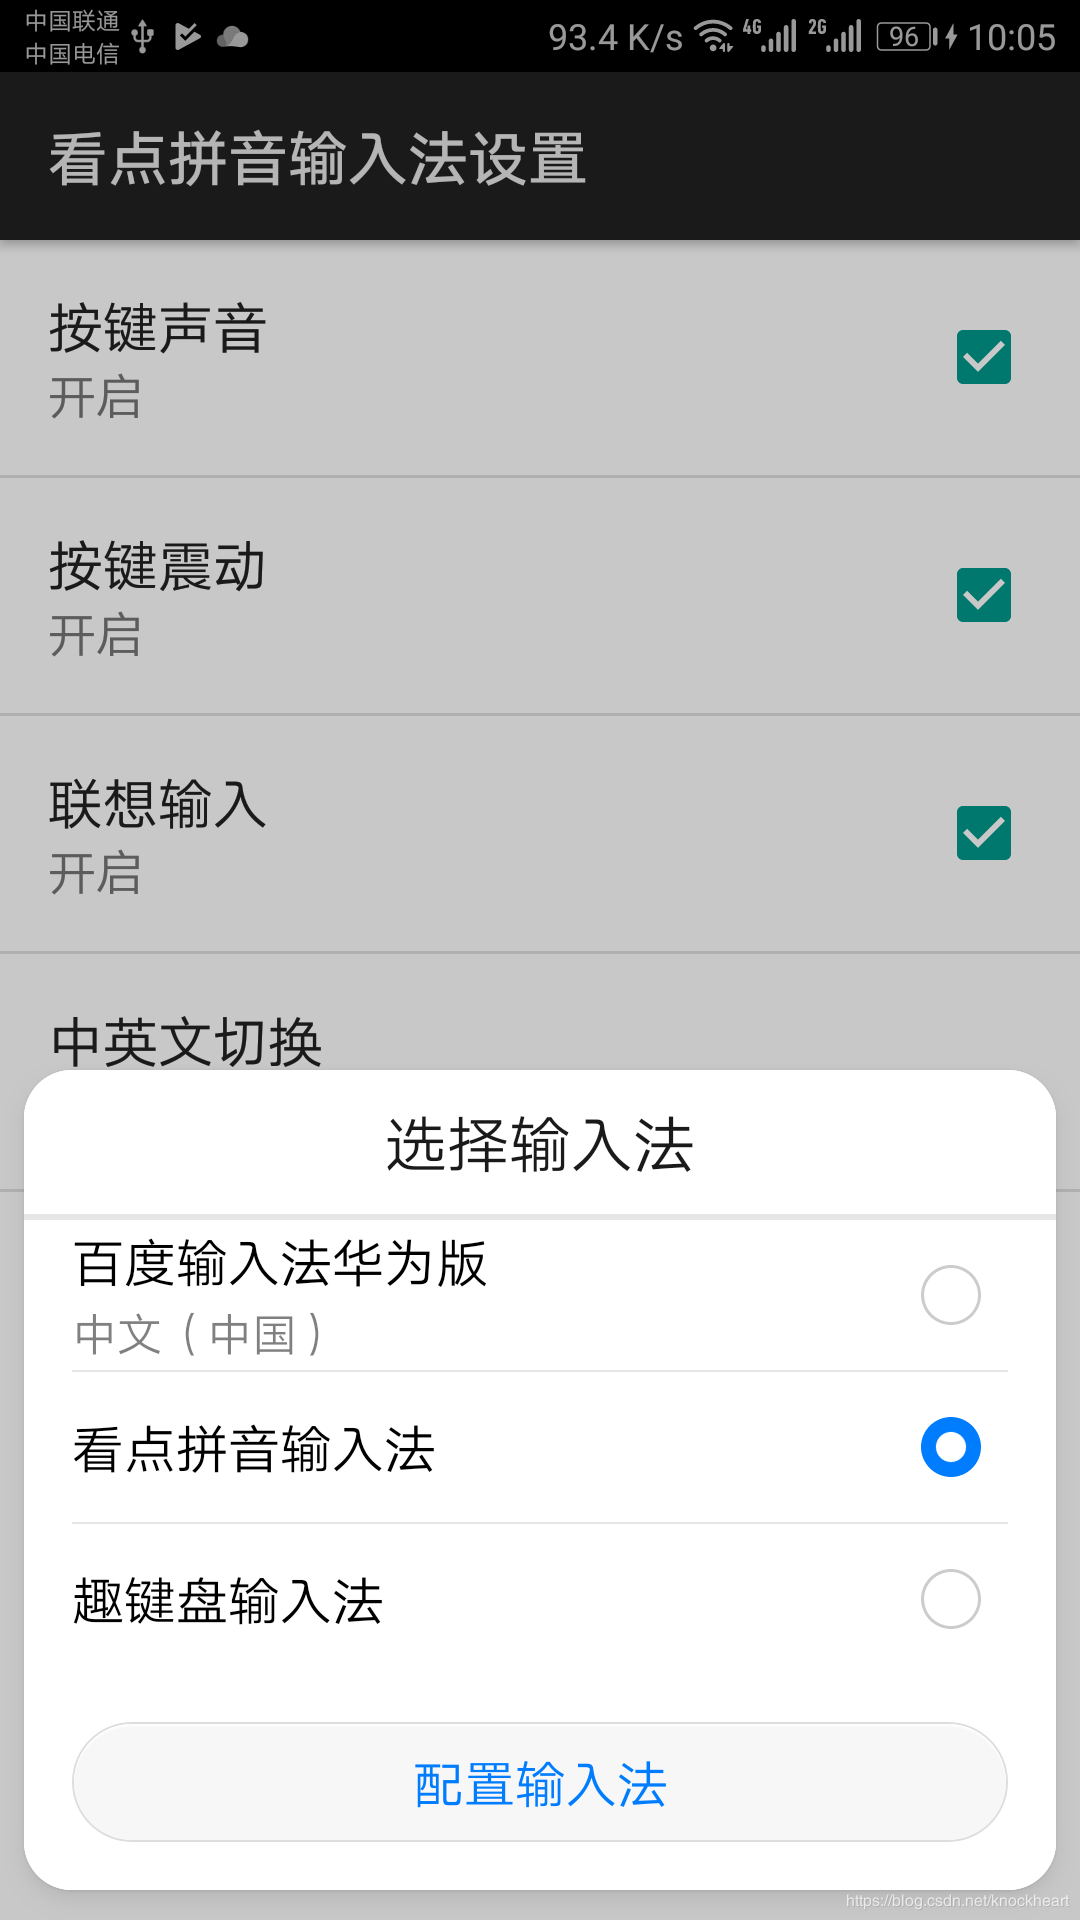 中国联通
中国电信
93.4 K/s 4G 2G 96 10:05
看点拼音输入法设置
按键声音
开启
按键震动
开启
联想输入
开启
中英文切换
选择输入法
百度输入法华为版
中文（中国）
看点拼音输入法
趣键盘输入法
配置输入法
https://blog.csdn.net/knockheart